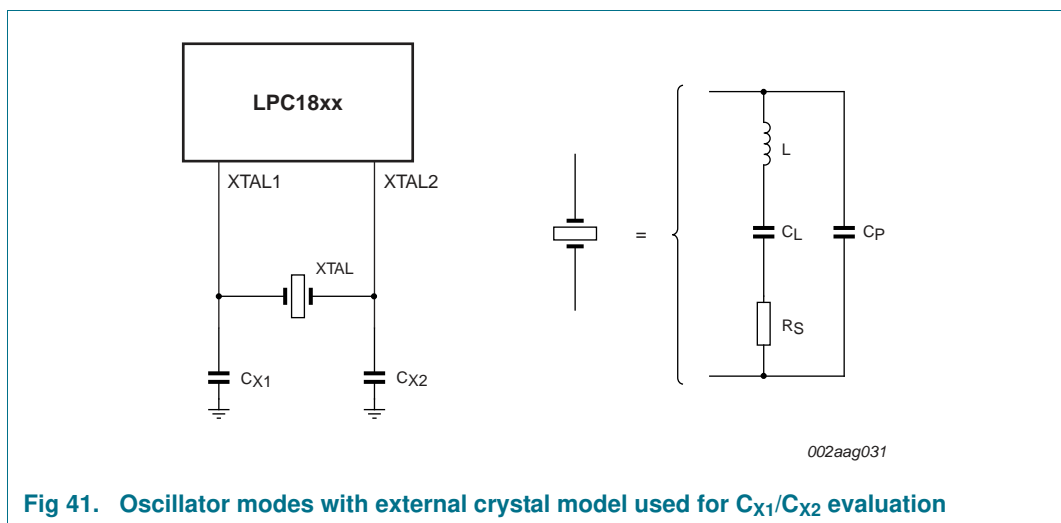 LPC18xx
XTAL1
XTAL2
XTAL
CX1
CX2
=
L
CL
CP
RS
002aag031
Fig 41. Oscillator modes with external crystal model used for CX1/CX2 evaluation